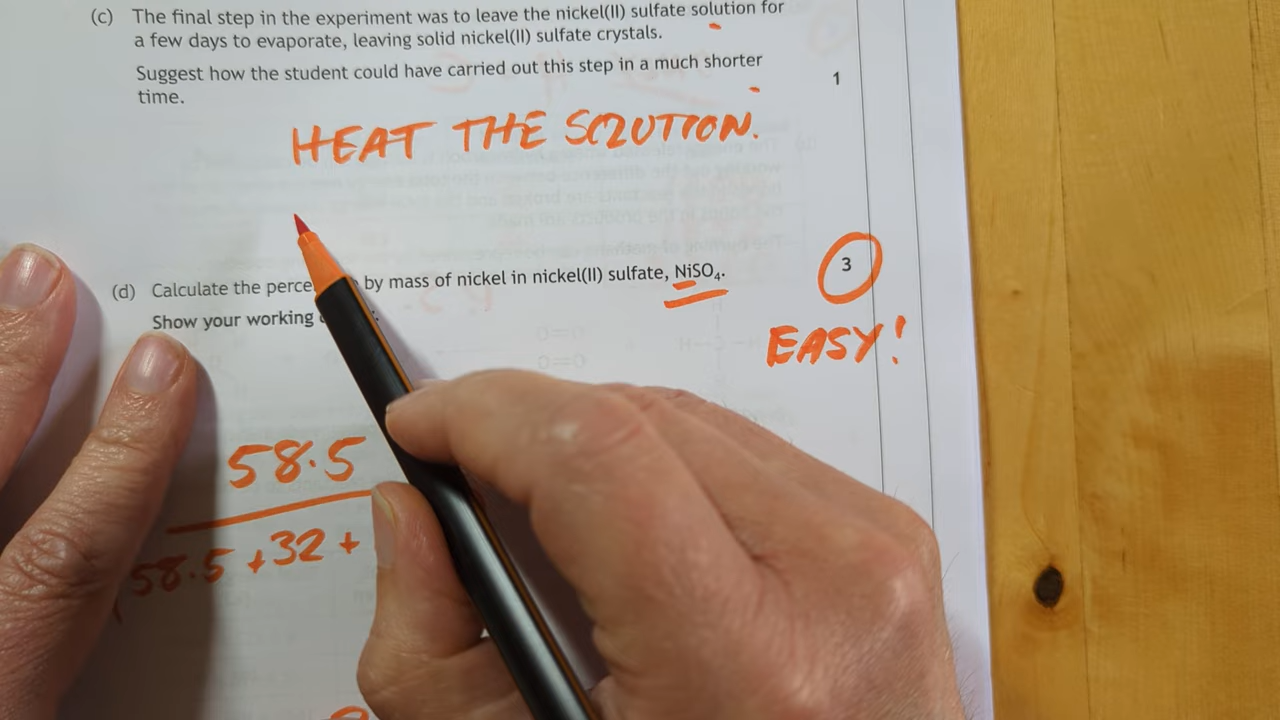 (c) The final step in the experiment was to leave the nickel(II) sulfate solution for
a few days to evaporate, leaving solid nickel(II) sulfate crystals.
Suggest how the student could have carried out this step in a much shorter
time.
1
HEAT THE SOLUTION.
(d) Calculate the perce by mass of nickel in nickel(II) sulfate, NiSO₄.
3
Show your working
EASY!
58.5
58.5 + 32 +